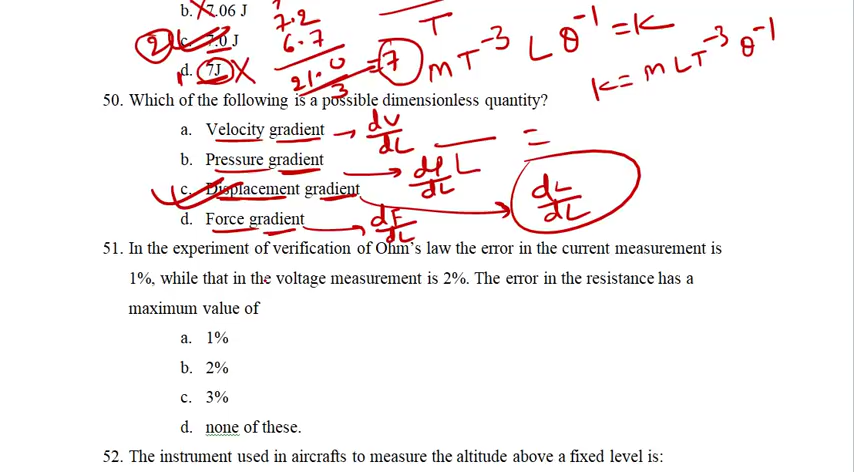 b. 7.06 J
7.2
6.7
T
c. 7.0 J
d. 7J
21.0
3
= 7
M T⁻³ L θ⁻¹ = K
K = M L T⁻³ θ⁻¹
50. Which of the following is a possible dimensionless quantity?
a. Velocity gradient → dv/dL
=
b. Pressure gradient → dP/dL
L
c. Displacement gradient → dL/dL
d. Force gradient → dF/dL
51. In the experiment of verification of Ohm's law the error in the current measurement is
1%, while that in the voltage measurement is 2%. The error in the resistance has a
maximum value of
a. 1%
b. 2%
c. 3%
d. none of these.
52. The instrument used in aircrafts to measure the altitude above a fixed level is: